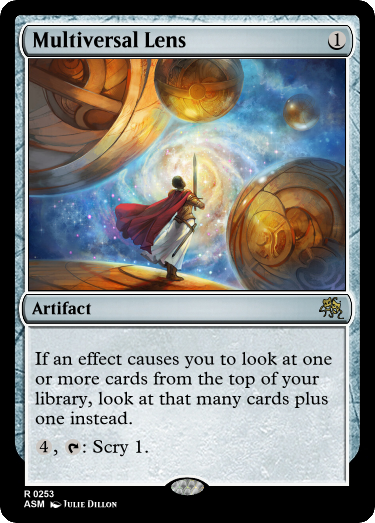 Multiversal Lens 1
Artifact
If an effect causes you to look at one
or more cards from the top of your
library, look at that many cards plus
one instead.
4 , : Scry 1.
R 0253
ASM Julie Dillon